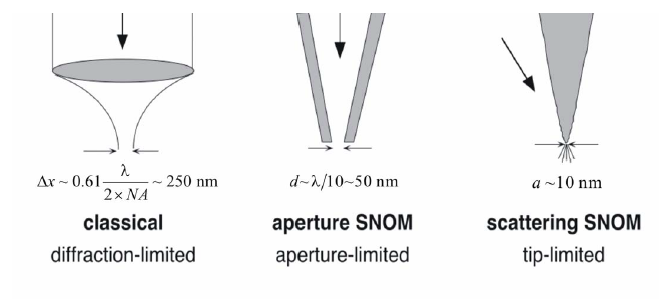 Δx ~ 0.61 λ / 2 × NA ~ 250 nm
classical
diffraction-limited
d~λ/10~50 nm
aperture SNOM
aperture-limited
a ~10 nm
scattering SNOM
tip-limited